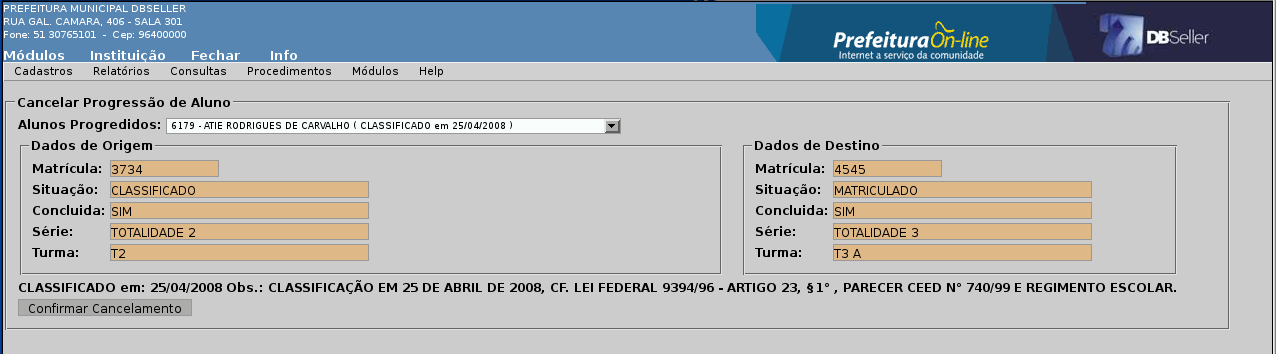 PREFEITURA MUNICIPAL DBSELLER
RUA GAL. CAMARA, 406 - SALA 301
Fone: 51 30765101 - Cep: 96400000
Módulos Instituição Fechar Info
Prefeitura On-line
Internet a serviço da comunidade
DBSeller
Cadastros Relatórios Consultas Procedimentos Módulos Help
Cancelar Progressão de Aluno
Alunos Progredidos: 6179 - ATIE RODRIGUES DE CARVALHO ( CLASSIFICADO em 25/04/2008 )
Dados de Origem
Matrícula: 3734
Situação: CLASSIFICADO
Concluida: SIM
Série: TOTALIDADE 2
Turma: T2
Dados de Destino
Matrícula: 4545
Situação: MATRICULADO
Concluida: SIM
Série: TOTALIDADE 3
Turma: T3 A
CLASSIFICADO em: 25/04/2008 Obs.: CLASSIFICAÇÃO EM 25 DE ABRIL DE 2008, CF. LEI FEDERAL 9394/96 - ARTIGO 23, §1° , PARECER CEED N° 740/99 E REGIMENTO ESCOLAR.
Confirmar Cancelamento